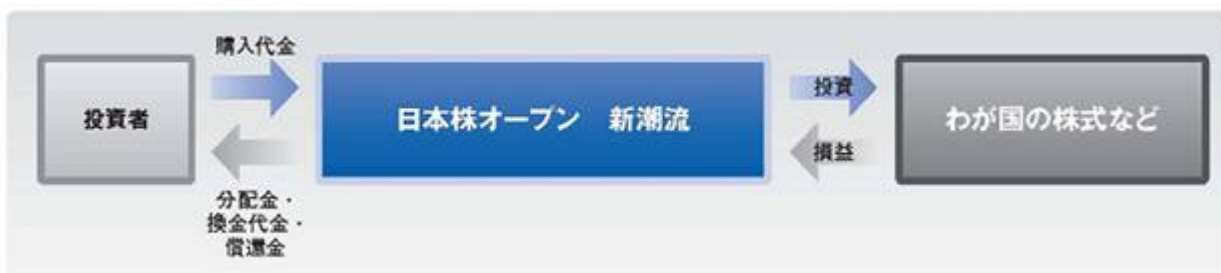 購入代金
投資者
日本株オープン　新潮流
投資
わが国の株式など
損益
分配金・
換金代金・
償還金